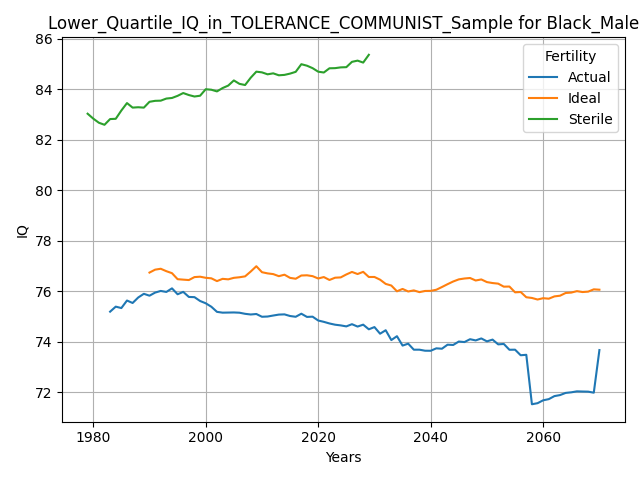 Lower_Quartile_IQ_in_TOLERANCE_COMMUNIST_Sample for Black_Male
86
84
82
80
78
76
74
72
IQ
Fertility
Actual
Ideal
Sterile
1980 2000 2020 2040 2060
Years